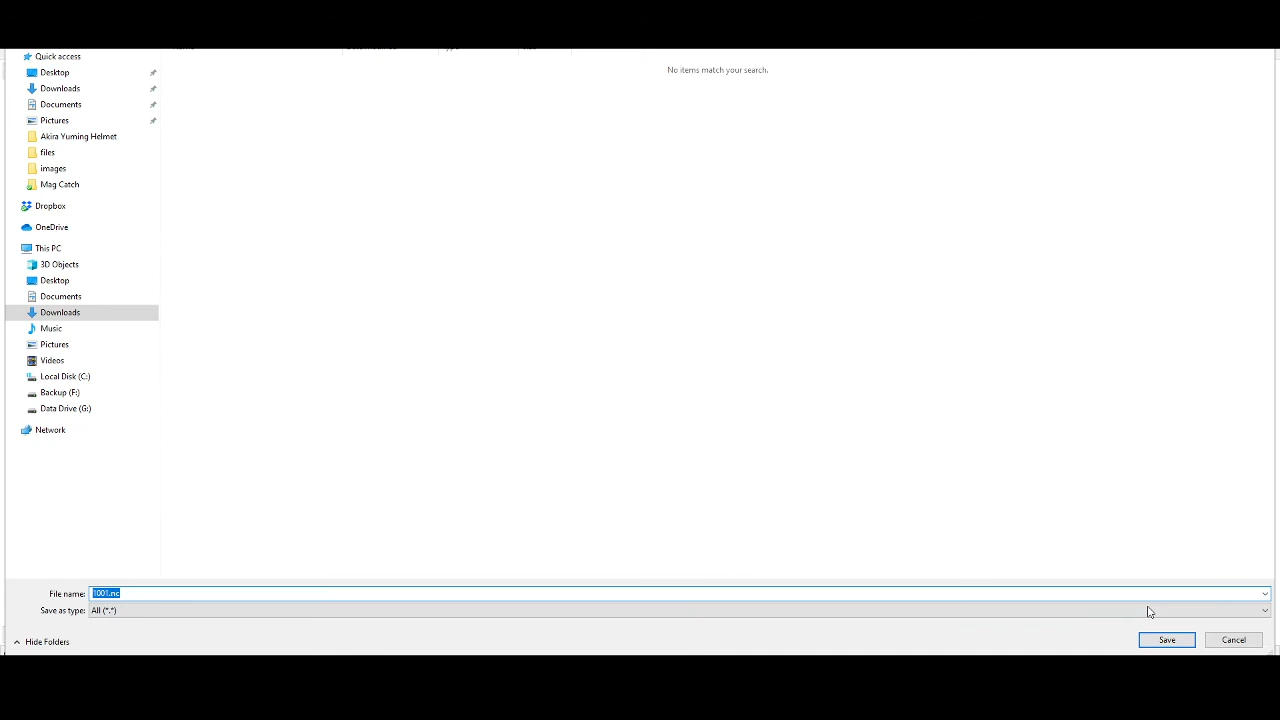 Quick access
No items match your search.
Desktop
Downloads
Documents
Pictures
Akira Yuming Helmet
files
images
Mag Catch
Dropbox
OneDrive
This PC
3D Objects
Desktop
Documents
Downloads
Music
Pictures
Videos
Local Disk (C:)
Backup (F:)
Data Drive (G:)
Network
File name: 1001.nc
Save as type: All (*.*)
Hide Folders
Save Cancel